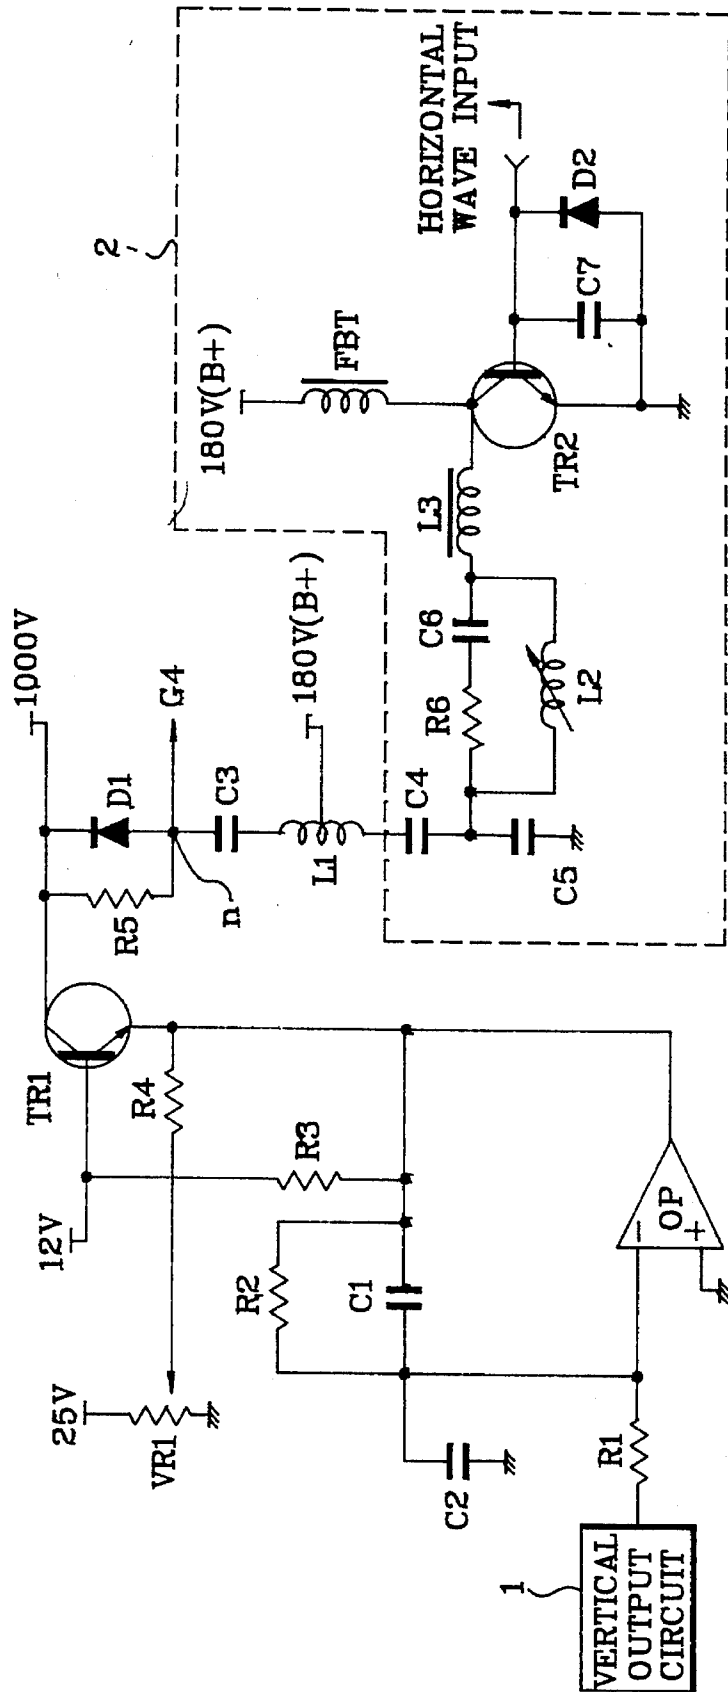 1
VERTICAL
OUTPUT
CIRCUIT
R1
C2
25V
VR1
12V
R2
C1
R3
R4
TR1
OP
−
+
R5
D1
n
1000V
G4
C3
L1
180V(B+)
C4
C5
R6
C6
L2
L3
2
180V(B+)
FBT
TR2
C7
D2
HORIZONTAL
WAVE INPUT